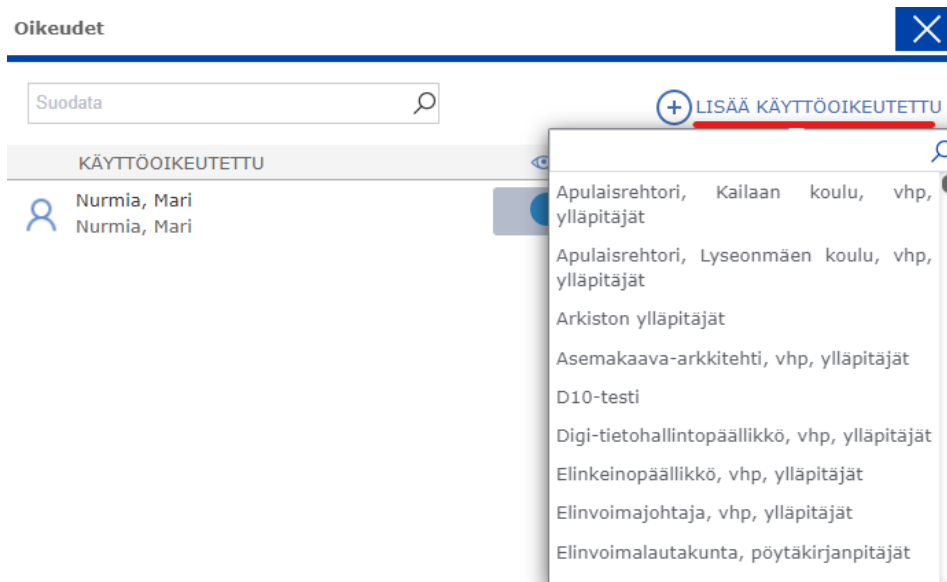 Oikeudet
Suodata
LISÄÄ KÄYTTÖOIKEUTETTU
KÄYTTÖOIKEUTETTU
Nurmia, Mari
Nurmia, Mari
Apulaisrehtori, Kailaan koulu, vhp,
ylläpitäjät
Apulaisrehtori, Lyseonmäen koulu, vhp,
ylläpitäjät
Arkiston ylläpitäjät
Asemakaava-arkkitehti, vhp, ylläpitäjät
D10-testi
Digi-tietohallintopäällikkö, vhp, ylläpitäjät
Elinkeinopäällikkö, vhp, ylläpitäjät
Elinvoimajohtaja, vhp, ylläpitäjät
Elinvoimalautakunta, pöytäkirjanpitäjät